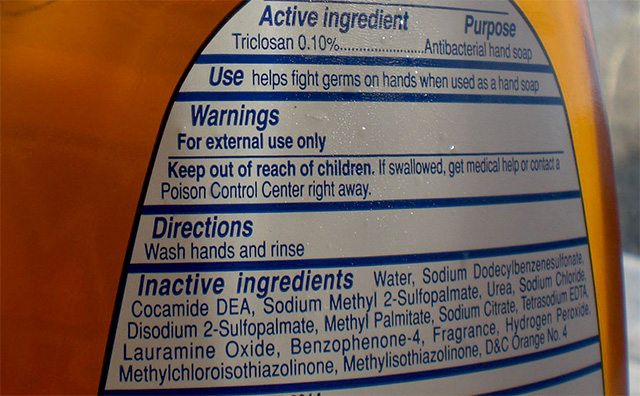 Active ingredient Purpose
Triclosan 0.10%......................Antibacterial hand soap
Use helps fight germs on hands when used as a hand soap
Warnings
For external use only
Keep out of reach of children. If swallowed, get medical help or contact a
Poison Control Center right away.
Directions
Wash hands and rinse
Inactive ingredients Water, Sodium Dodecylbenzenesulfonate,
Cocamide DEA, Sodium Methyl 2-Sulfopalmate, Urea, Sodium Chloride,
Disodium 2-Sulfopalmate, Methyl Palmitate, Sodium Citrate, Tetrasodium EDTA,
Lauramine Oxide, Benzophenone-4, Fragrance, Hydrogen Peroxide,
Methylchloroisothiazolinone, Methylisothiazolinone, D&C Orange No. 4